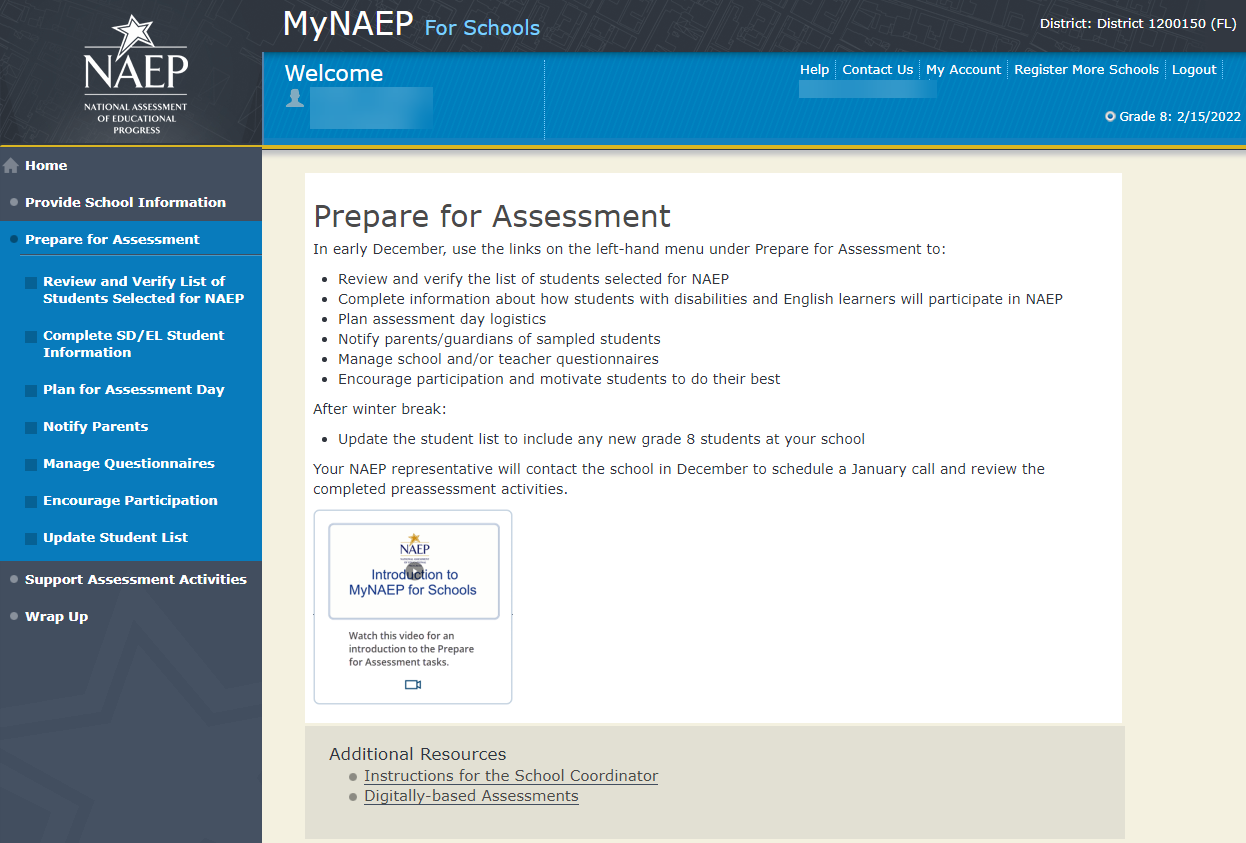 NAEP
NATIONAL ASSESSMENT
OF EDUCATIONAL
PROGRESS
MyNAEP For Schools
District: District 1200150 (FL)
Welcome
Help
Contact Us
My Account
Register More Schools
Logout
Grade 8: 2/15/2022
Home
Provide School Information
Prepare for Assessment
Review and Verify List of
Students Selected for NAEP
Complete SD/EL Student
Information
Plan for Assessment Day
Notify Parents
Manage Questionnaires
Encourage Participation
Update Student List
Support Assessment Activities
Wrap Up
Prepare for Assessment
In early December, use the links on the left-hand menu under Prepare for Assessment to:
Review and verify the list of students selected for NAEP
Complete information about how students with disabilities and English learners will participate in NAEP
Plan assessment day logistics
Notify parents/guardians of sampled students
Manage school and/or teacher questionnaires
Encourage participation and motivate students to do their best
After winter break:
Update the student list to include any new grade 8 students at your school
Your NAEP representative will contact the school in December to schedule a January call and review the
completed preassessment activities.
NAEP
Introduction to
MyNAEP for Schools
Watch this video for an
introduction to the Prepare
for Assessment tasks.
Additional Resources
Instructions for the School Coordinator
Digitally-based Assessments